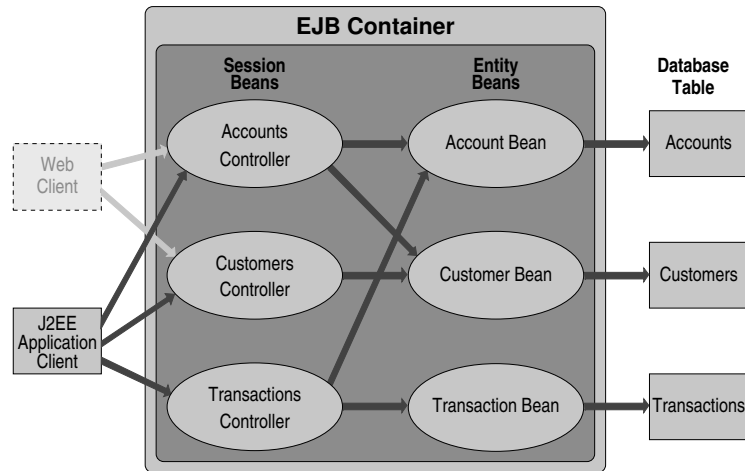 EJB Container
Session
Beans
Entity
Beans
Database
Table
Accounts
Controller
Account Bean
Accounts
Web
Client
Customers
Controller
Customer Bean
Customers
J2EE
Application
Client
Transactions
Controller
Transaction Bean
Transactions